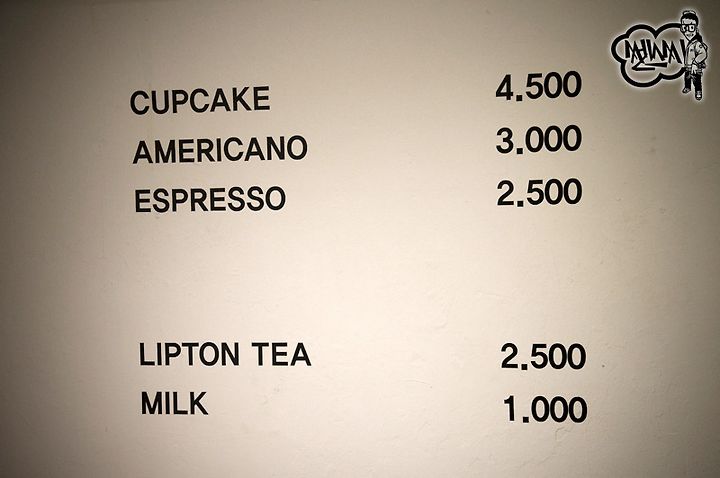 CUPCAKE 4.500
AMERICANO 3.000
ESPRESSO 2.500
LIPTON TEA 2.500
MILK 1.000